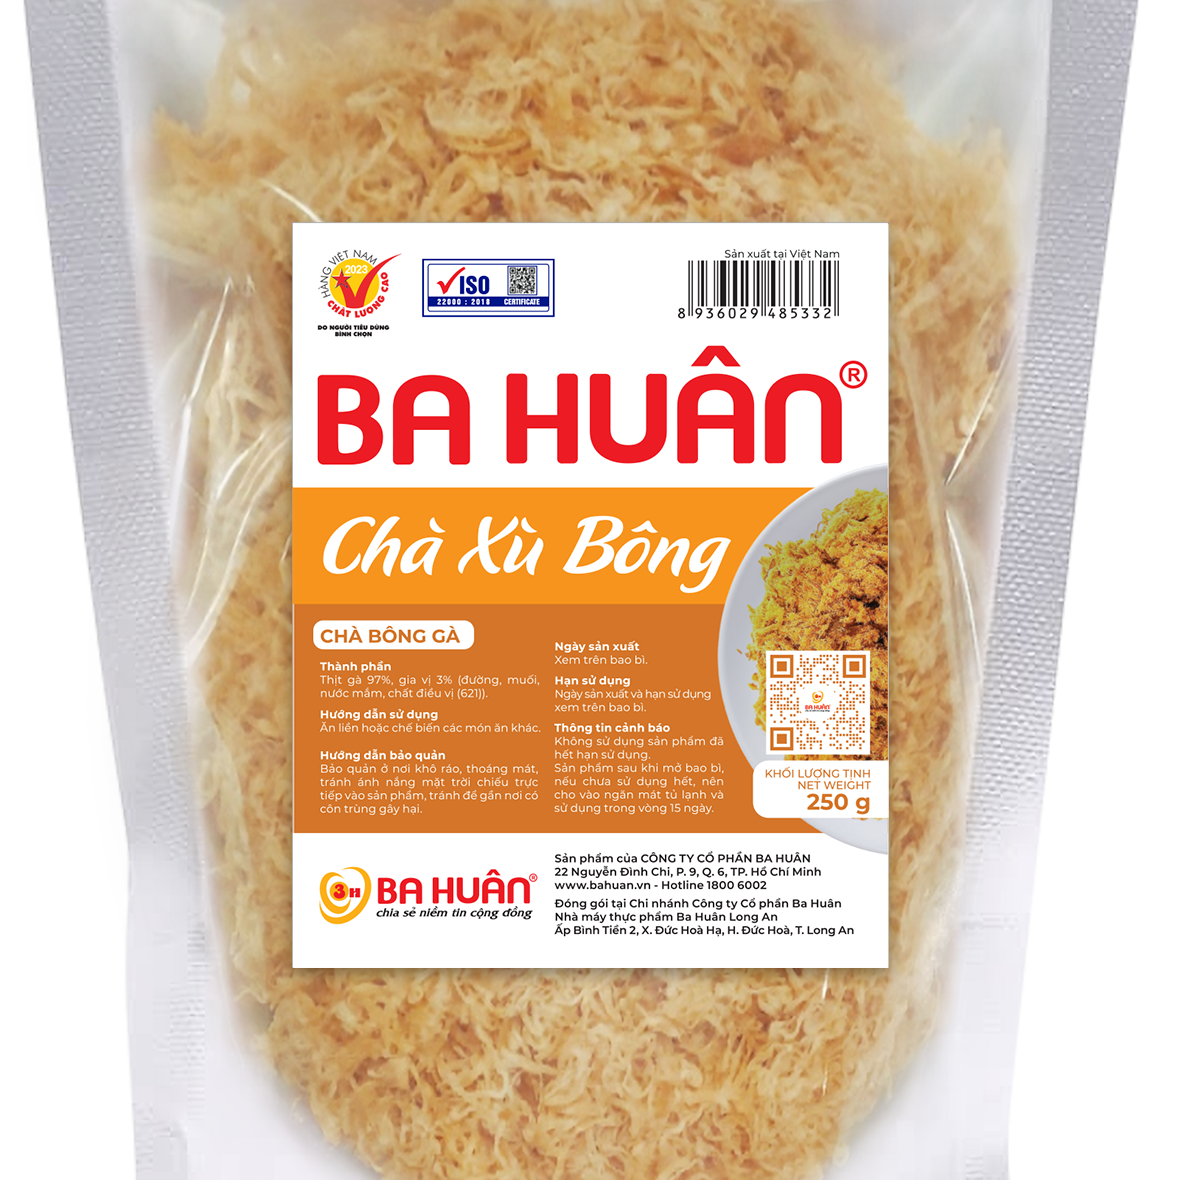 HÀNG VIỆT NAM
2023
CHẤT LƯỢNG CAO
DO NGƯỜI TIÊU DÙNG
BÌNH CHỌN
ISO
22000 : 2018 CERTIFICATE
Sản xuất tại Việt Nam
8 936029 485332
BA HUÂN®
Chà Xù Bông
CHÀ BÔNG GÀ
Thành phần
Thịt gà 97%, gia vị 3% (đường, muối,
nước mắm, chất điều vị (621)).
Hướng dẫn sử dụng
Ăn liền hoặc chế biến các món ăn khác.
Hướng dẫn bảo quản
Bảo quản ở nơi khô ráo, thoáng mát,
tránh ánh nắng mặt trời chiếu trực
tiếp vào sản phẩm, tránh để gần nơi có
côn trùng gây hại.
Ngày sản xuất
Xem trên bao bì.
Hạn sử dụng
Ngày sản xuất và hạn sử dụng
xem trên bao bì.
Thông tin cảnh báo
Không sử dụng sản phẩm đã
hết hạn sử dụng.
Sản phẩm sau khi mở bao bì,
nếu chưa sử dụng hết, nên
cho vào ngăn mát tủ lạnh và
sử dụng trong vòng 15 ngày.
BA HUÂN
KHỐI LƯỢNG TỊNH
NET WEIGHT
250 g
3H
BA HUÂN®
chia sẻ niềm tin cộng đồng
Sản phẩm của CÔNG TY CỔ PHẦN BA HUÂN
22 Nguyễn Đình Chi, P. 9, Q. 6, TP. Hồ Chí Minh
www.bahuan.vn - Hotline 1800 6002
Đóng gói tại Chi nhánh Công ty Cổ phần Ba Huân
Nhà máy thực phẩm Ba Huân Long An
Ấp Bình Tiền 2, X. Đức Hoà Hạ, H. Đức Hoà, T. Long An